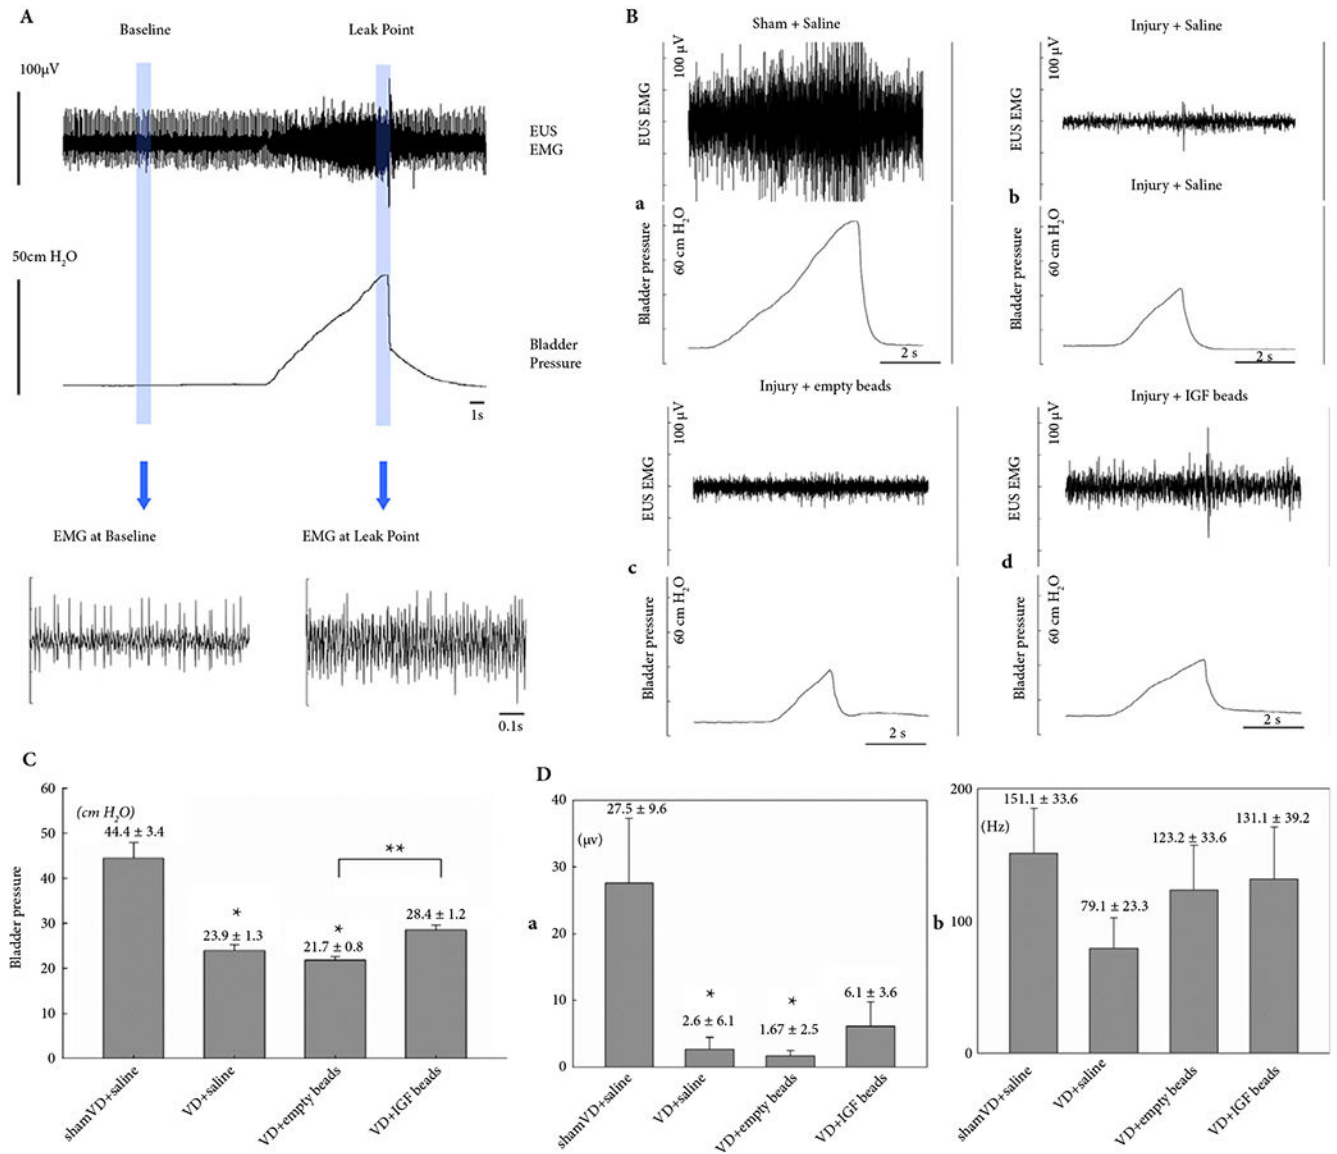 A
Baseline
Leak Point
100μV
EUS
EMG
50cm H₂O
Bladder
Pressure
1s
EMG at Baseline
EMG at Leak Point
0.1s
B
Sham + Saline
EUS EMG
100 μV
a
Bladder pressure
60 cm H₂O
2 s
Injury + Saline
EUS EMG
100 μV
Injury + Saline
b
Bladder pressure
60 cm H₂O
2 s
Injury + empty beads
EUS EMG
100 μV
c
Bladder pressure
60 cm H₂O
2 s
Injury + IGF beads
EUS EMG
100 μV
d
Bladder pressure
60 cm H₂O
2 s
C
Bladder pressure
60
50
40
30
20
10
0
(cm H₂O)
44.4 ± 3.4
*
23.9 ± 1.3
*
21.7 ± 0.8
**
28.4 ± 1.2
shamVD+saline
VD+saline
VD+empty beads
VD+IGF beads
D
a
40
30
20
10
0
(μv)
27.5 ± 9.6
*
2.6 ± 6.1
*
1.67 ± 2.5
6.1 ± 3.6
shamVD+saline
VD+saline
VD+empty beads
VD+IGF beads
b
200
100
0
(Hz)
151.1 ± 33.6
79.1 ± 23.3
123.2 ± 33.6
131.1 ± 39.2
shamVD+saline
VD+saline
VD+empty beads
VD+IGF beads